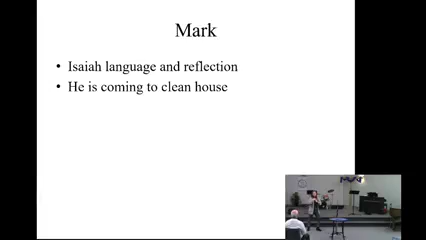 Mark
• Isaiah language and reflection
• He is coming to clean house